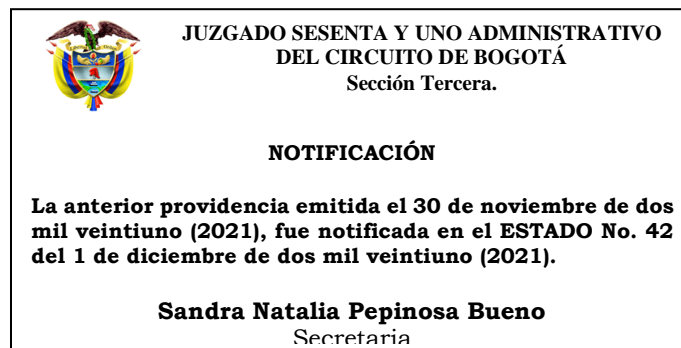 JUZGADO SESENTA Y UNO ADMINISTRATIVO
DEL CIRCUITO DE BOGOTÁ
Sección Tercera.
NOTIFICACIÓN
La anterior providencia emitida el 30 de noviembre de dos
mil veintiuno (2021), fue notificada en el ESTADO No. 42
del 1 de diciembre de dos mil veintiuno (2021).
Sandra Natalia Pepinosa Bueno
Secretaria